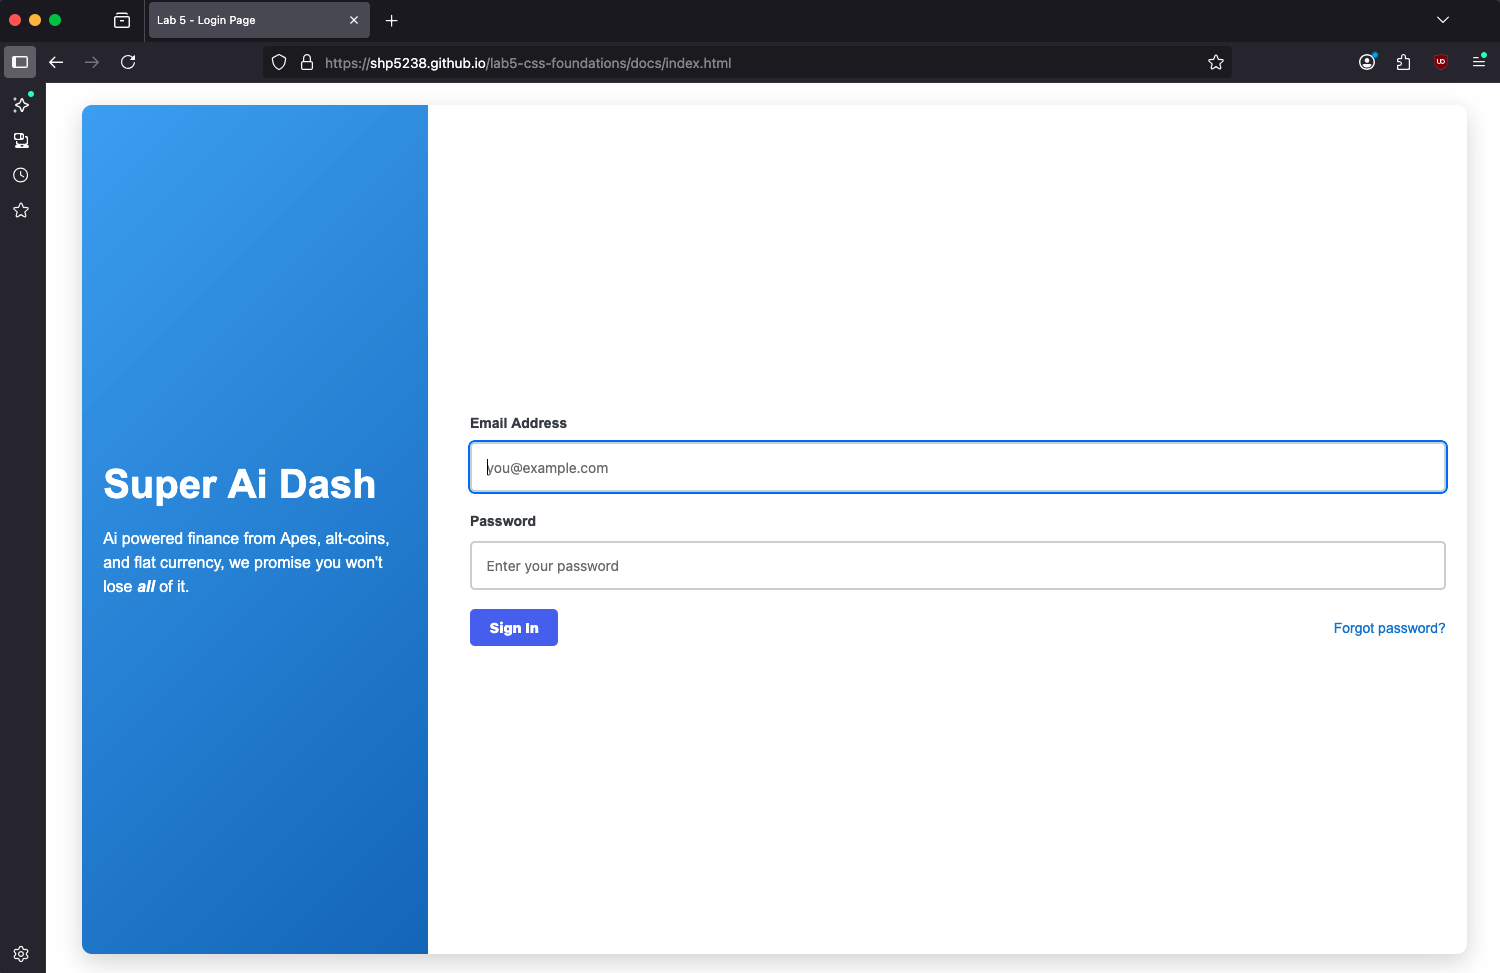 Lab 5 - Login Page
https://shp5238.github.io/lab5-css-foundations/docs/index.html
Super Ai Dash
Ai powered finance from Apes, alt-coins,
and flat currency, we promise you won't
lose all of it.
Email Address
you@example.com
Password
Enter your password
Sign In
Forgot password?